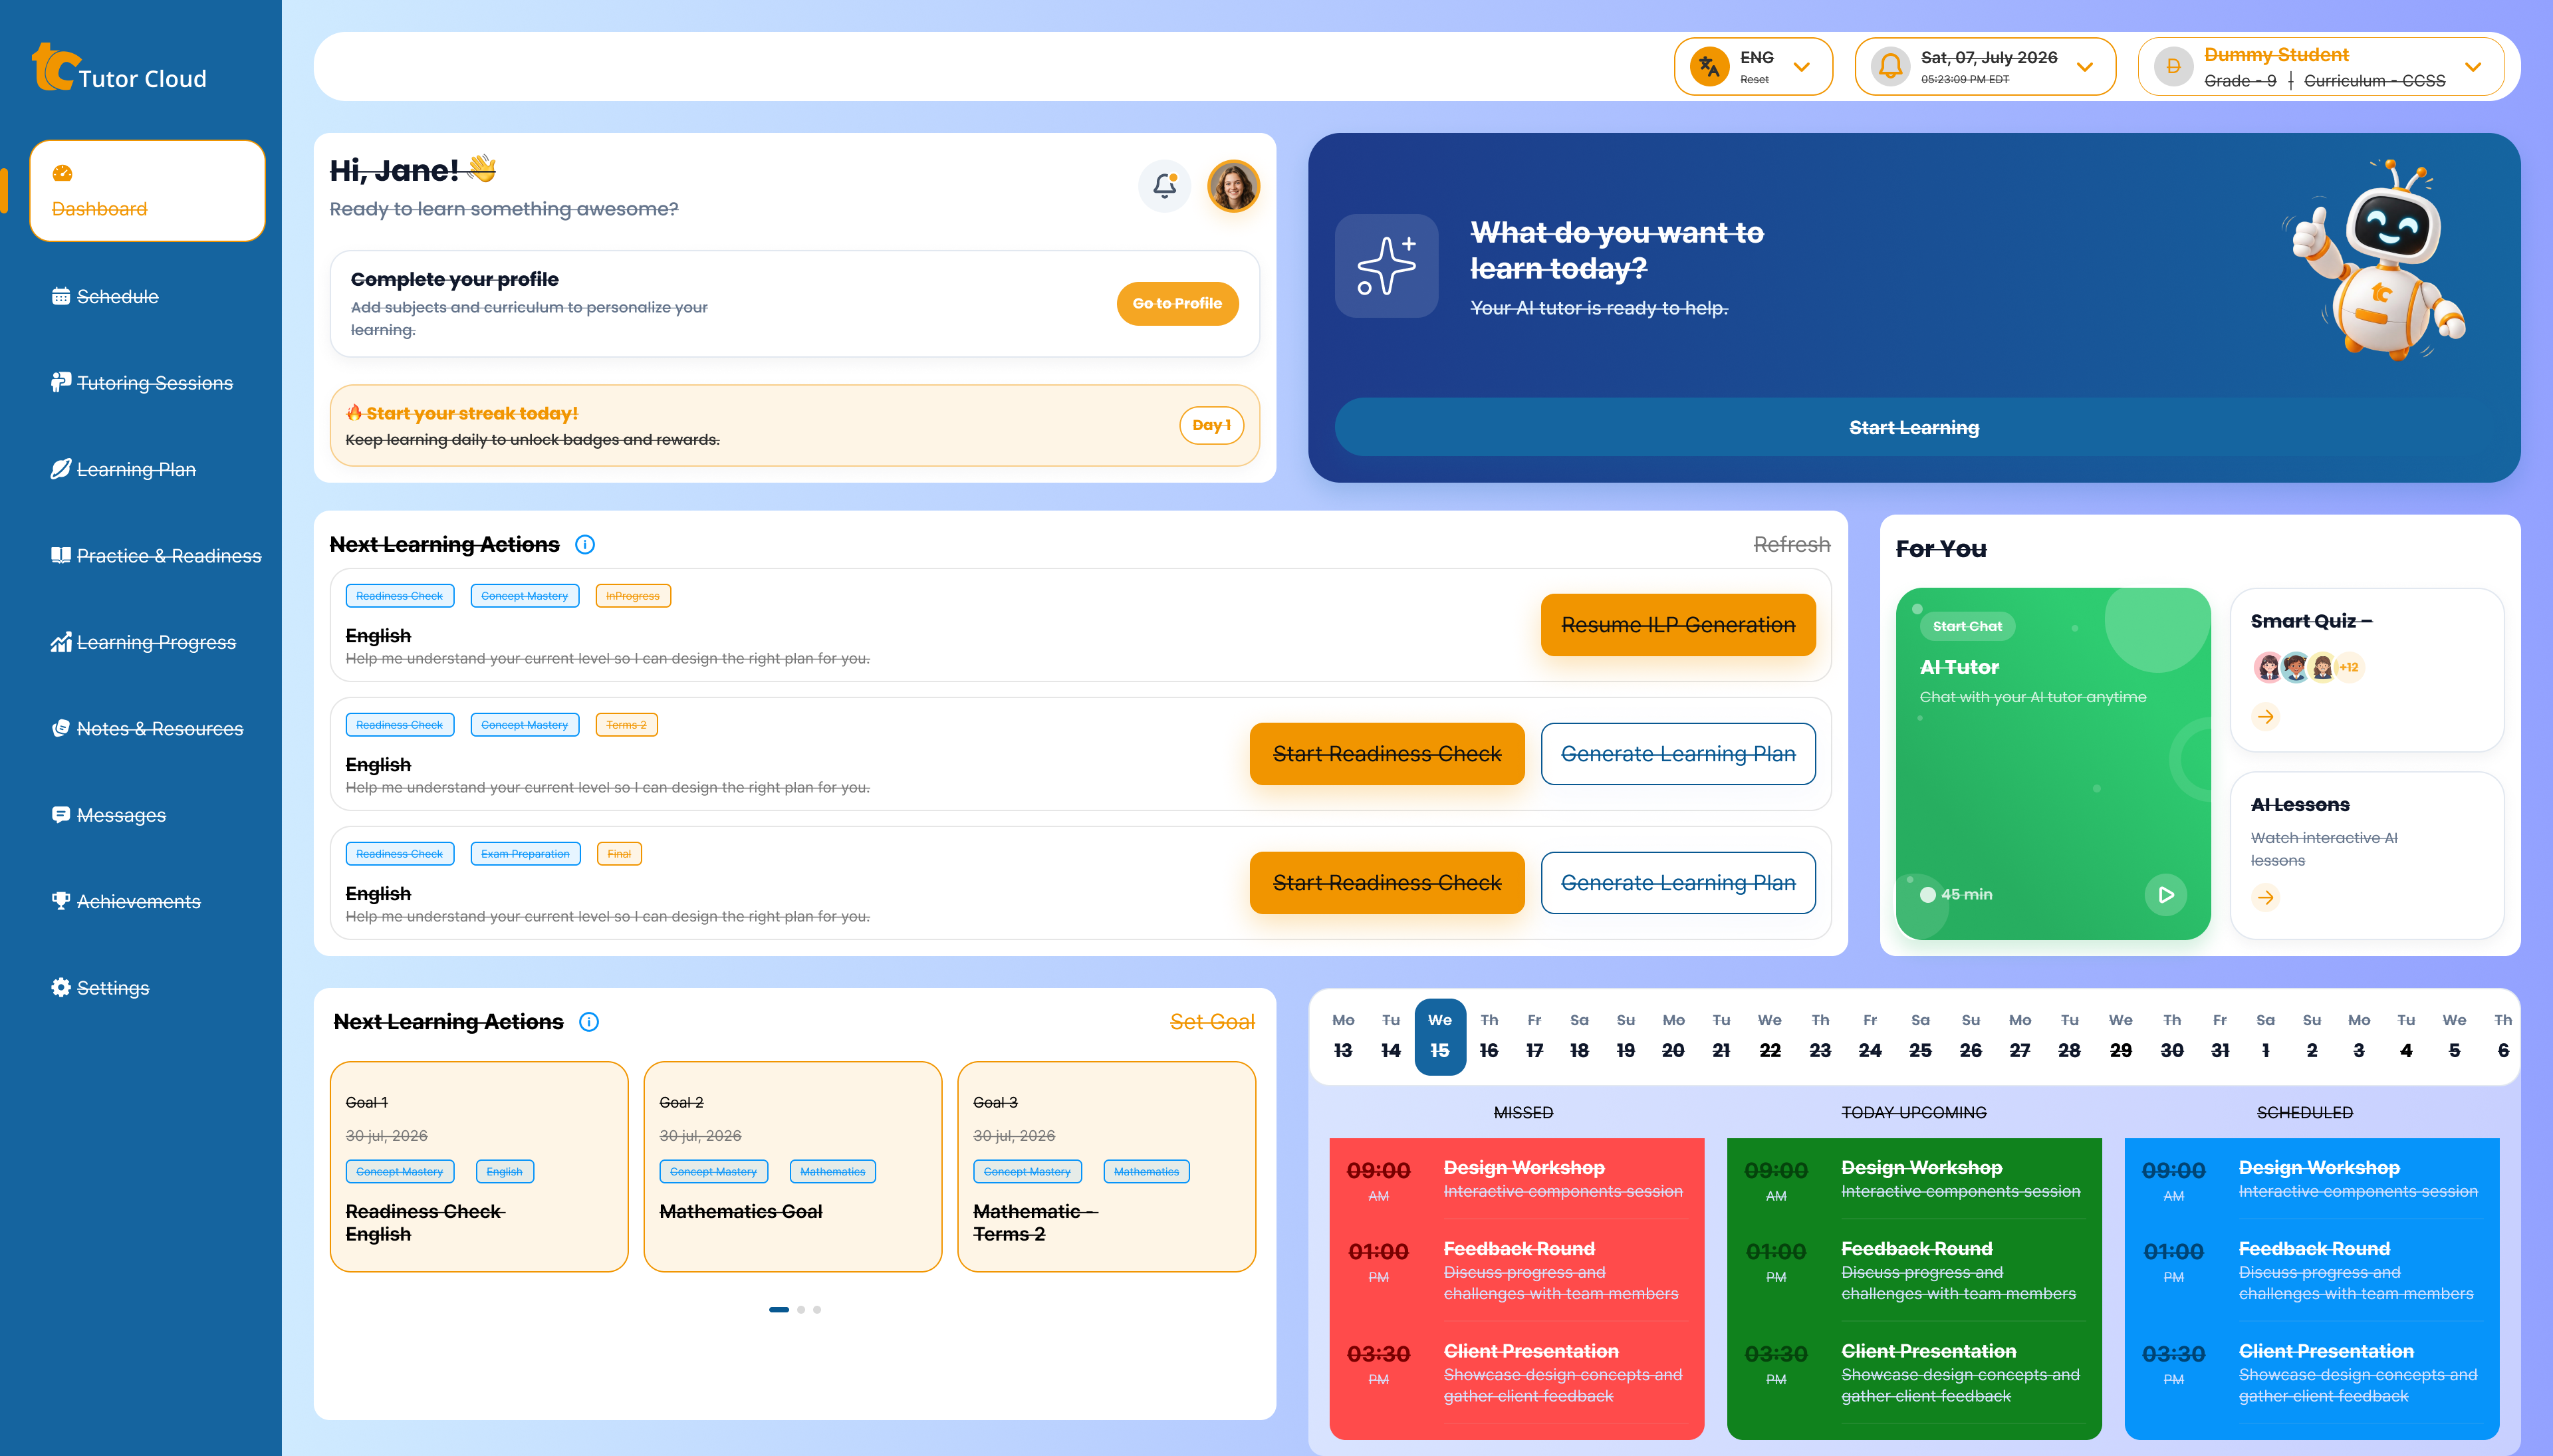 tc Tutor Cloud
Dashboard
Schedule
Tutoring Sessions
Learning Plan
Practice & Readiness
Learning Progress
Notes & Resources
Messages
Achievements
Settings
ENG
Reset
Sat, 07, July 2026
05:23:09 PM EDT
D
Dummy Student
Grade - 9 | Curriculum - CCSS
Hi, Jane! 👋
Ready to learn something awesome?
Complete your profile
Add subjects and curriculum to personalize your
learning.
Go to Profile
🔥 Start your streak today!
Keep learning daily to unlock badges and rewards.
Day 1
What do you want to
learn today?
Your AI tutor is ready to help.
tc
Start Learning
Next Learning Actions
Refresh
Readiness Check Concept Mastery InProgress
English
Help me understand your current level so I can design the right plan for you.
Resume ILP Generation
Readiness Check Concept Mastery Terms 2
English
Help me understand your current level so I can design the right plan for you.
Start Readiness Check Generate Learning Plan
Readiness Check Exam Preparation Final
English
Help me understand your current level so I can design the right plan for you.
Start Readiness Check Generate Learning Plan
For You
Start Chat
AI Tutor
Chat with your AI tutor anytime
45 min
Smart Quiz –
+12
AI Lessons
Watch interactive AI
lessons
Next Learning Actions
Set Goal
Goal 1
30 jul, 2026
Concept Mastery English
Readiness Check-
English
Goal 2
30 jul, 2026
Concept Mastery Mathematics
Mathematics Goal
Goal 3
30 jul, 2026
Concept Mastery Mathematics
Mathematic -
Terms 2
Mo Tu We Th Fr Sa Su Mo Tu We Th Fr Sa Su Mo Tu We Th Fr Sa Su Mo Tu We Th
13 14 15 16 17 18 19 20 21 22 23 24 25 26 27 28 29 30 31 1 2 3 4 5 6
MISSED
09:00
AM
Design Workshop
Interactive components session
01:00
PM
Feedback Round
Discuss progress and
challenges with team members
03:30
PM
Client Presentation
Showcase design concepts and
gather client feedback
TODAY UPCOMING
09:00
AM
Design Workshop
Interactive components session
01:00
PM
Feedback Round
Discuss progress and
challenges with team members
03:30
PM
Client Presentation
Showcase design concepts and
gather client feedback
SCHEDULED
09:00
AM
Design Workshop
Interactive components session
01:00
PM
Feedback Round
Discuss progress and
challenges with team members
03:30
PM
Client Presentation
Showcase design concepts and
gather client feedback